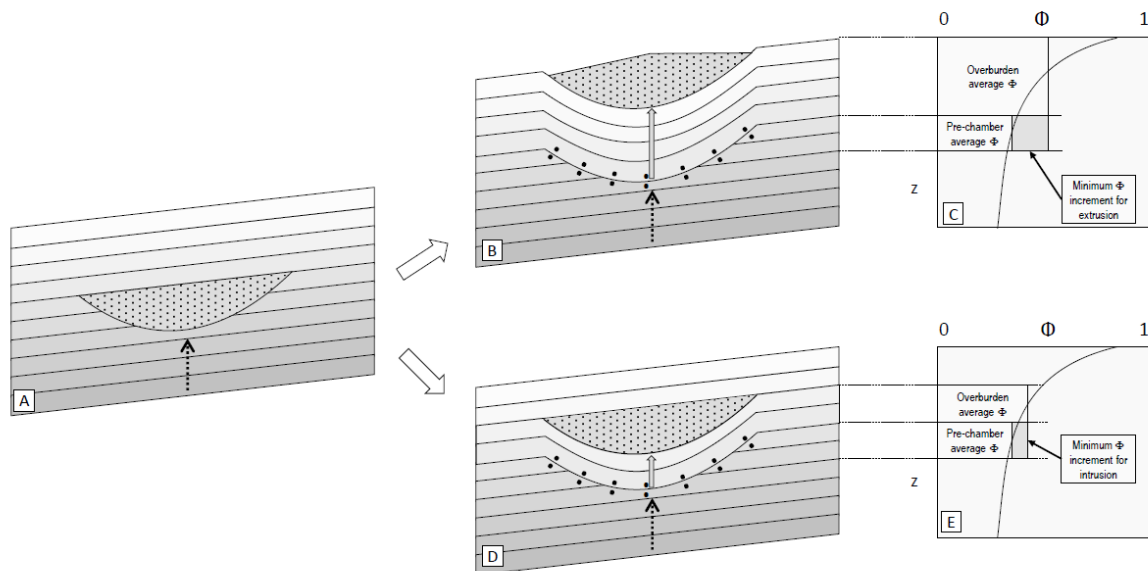 0 Φ 1
Overburden
average Φ
Pre-chamber
average Φ
z
Minimum Φ
increment for
extrusion
C
B
A
0 Φ 1
Overburden
average Φ
Pre-chamber
average Φ
z
Minimum Φ
increment for
intrusion
E
D